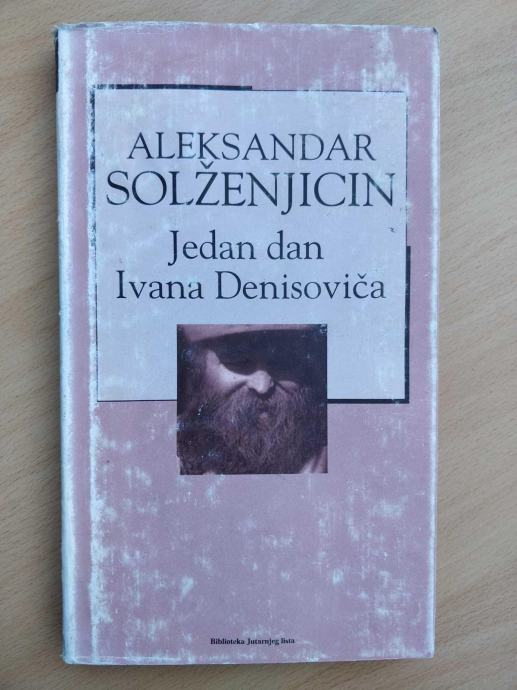 ALEKSANDAR
SOLŽENJICIN
Jedan dan
Ivana Denisoviča
Biblioteka Jutarnjeg lista